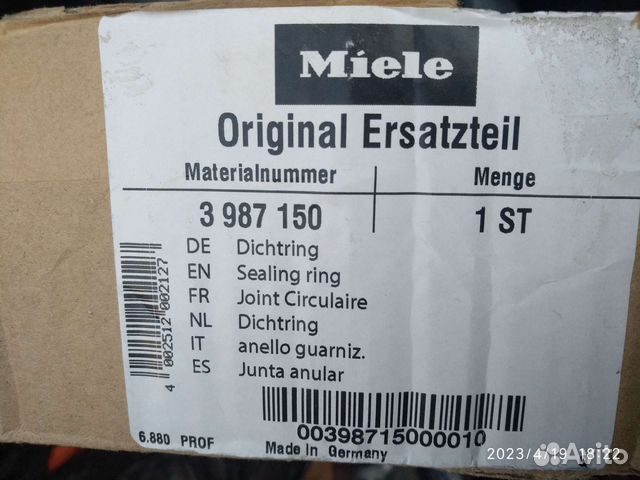 Miele
Original Ersatzteil
Materialnummer Menge
3 987 150 1 ST
DE Dichtring
EN Sealing ring
FR Joint Circulaire
NL Dichtring
IT anello guarniz.
ES Junta anular
4 002512 002127
00398715000010
6.880 PROF Made In Germany
2023/4/19 18:22
Avito